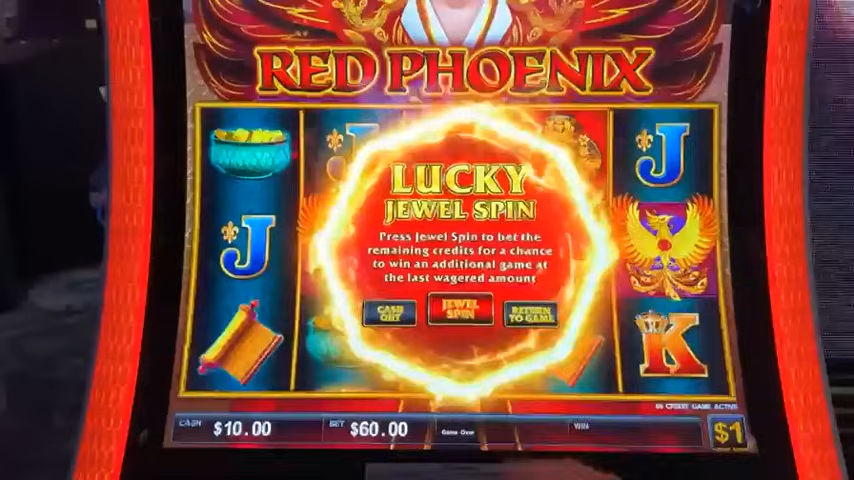 RED PHOENIX
J
LUCKY
JEWEL SPIN
Press Jewel Spin to bet the
remaining credits for a chance
to win an additional game at
the last wagered amount.
CASH
OUT
JEWEL
SPIN
RETURN
TO GAME
J
K
CASH
$10.00
BET
$60.00
Game Over
WIN
$1